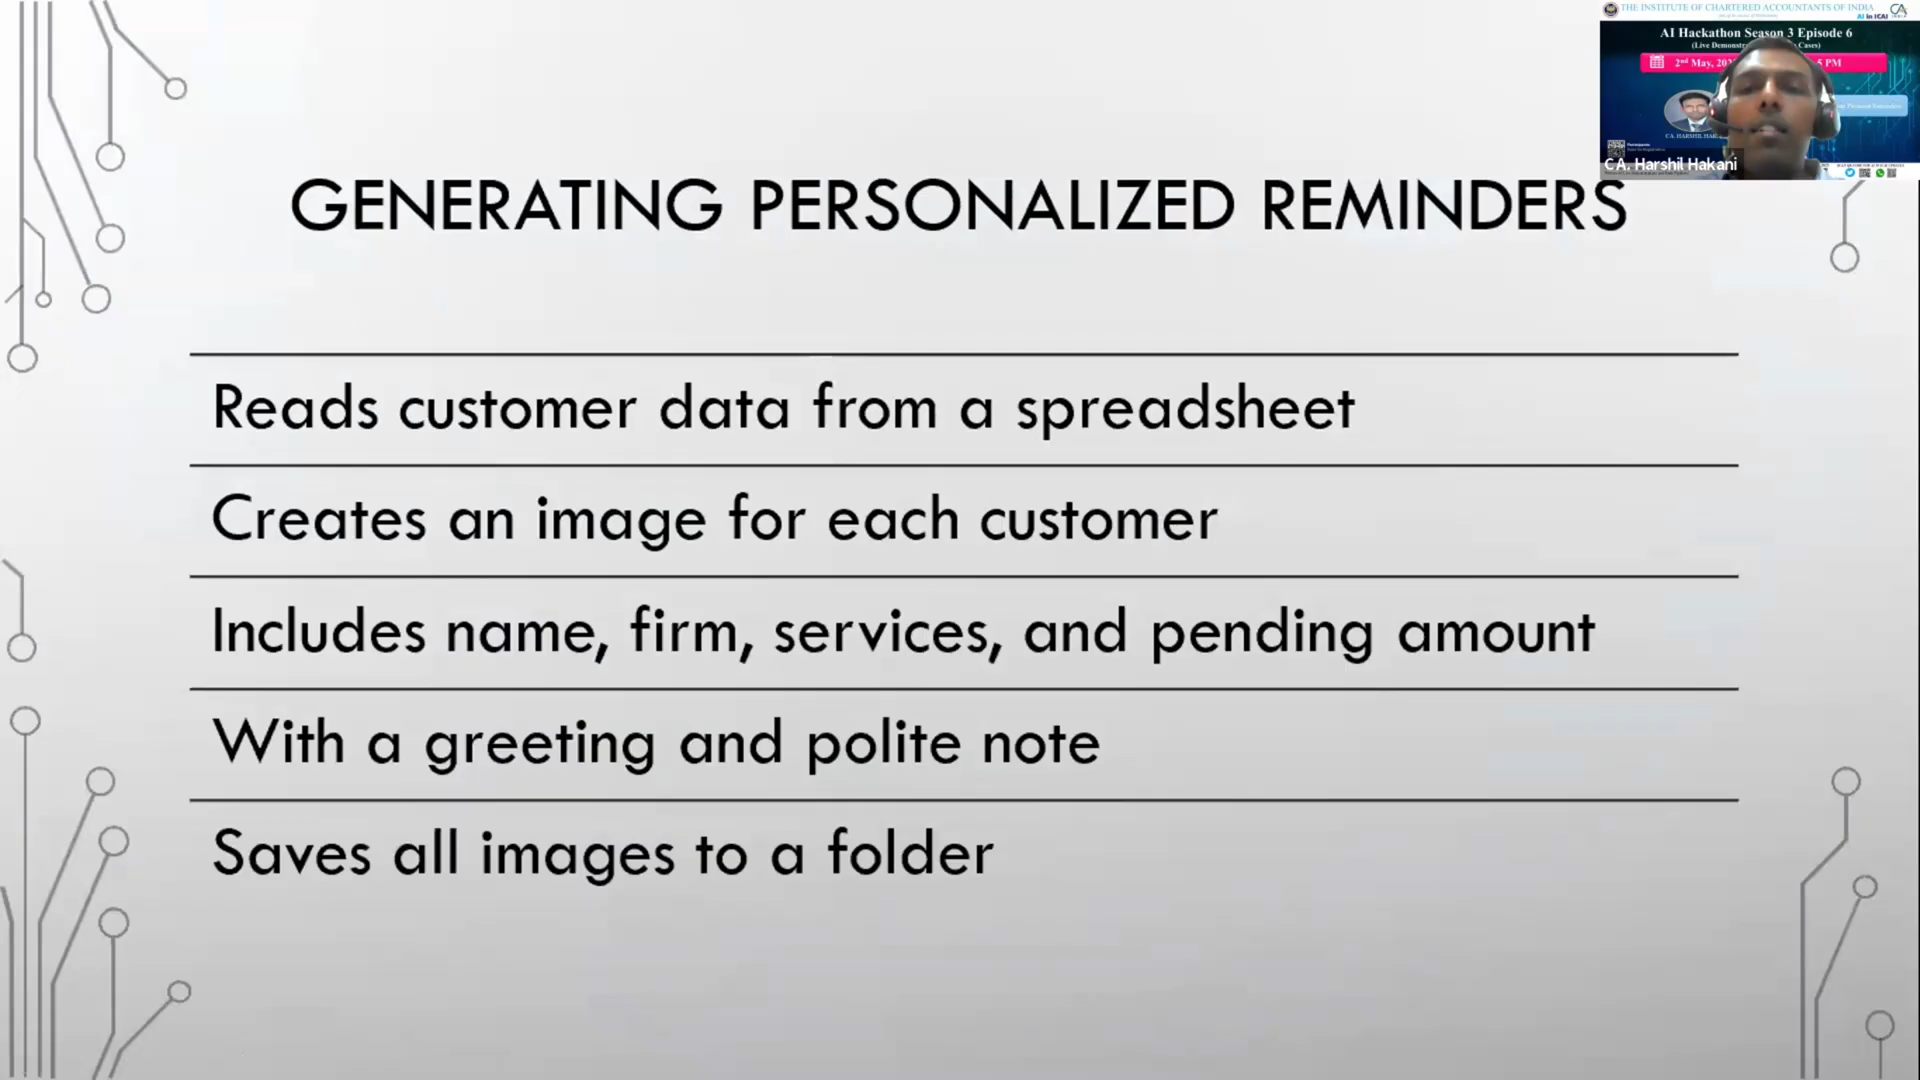 THE INSTITUTE OF CHARTERED ACCOUNTANTS OF INDIA
AI in ICAI
AI Hackathon Season 3 Episode 6
(Live Cases)
2nd May, 5 PM
CA. HARSHIL
CA. Harshil Hakani
GENERATING PERSONALIZED REMINDERS
Reads customer data from a spreadsheet
Creates an image for each customer
Includes name, firm, services, and pending amount
With a greeting and polite note
Saves all images to a folder